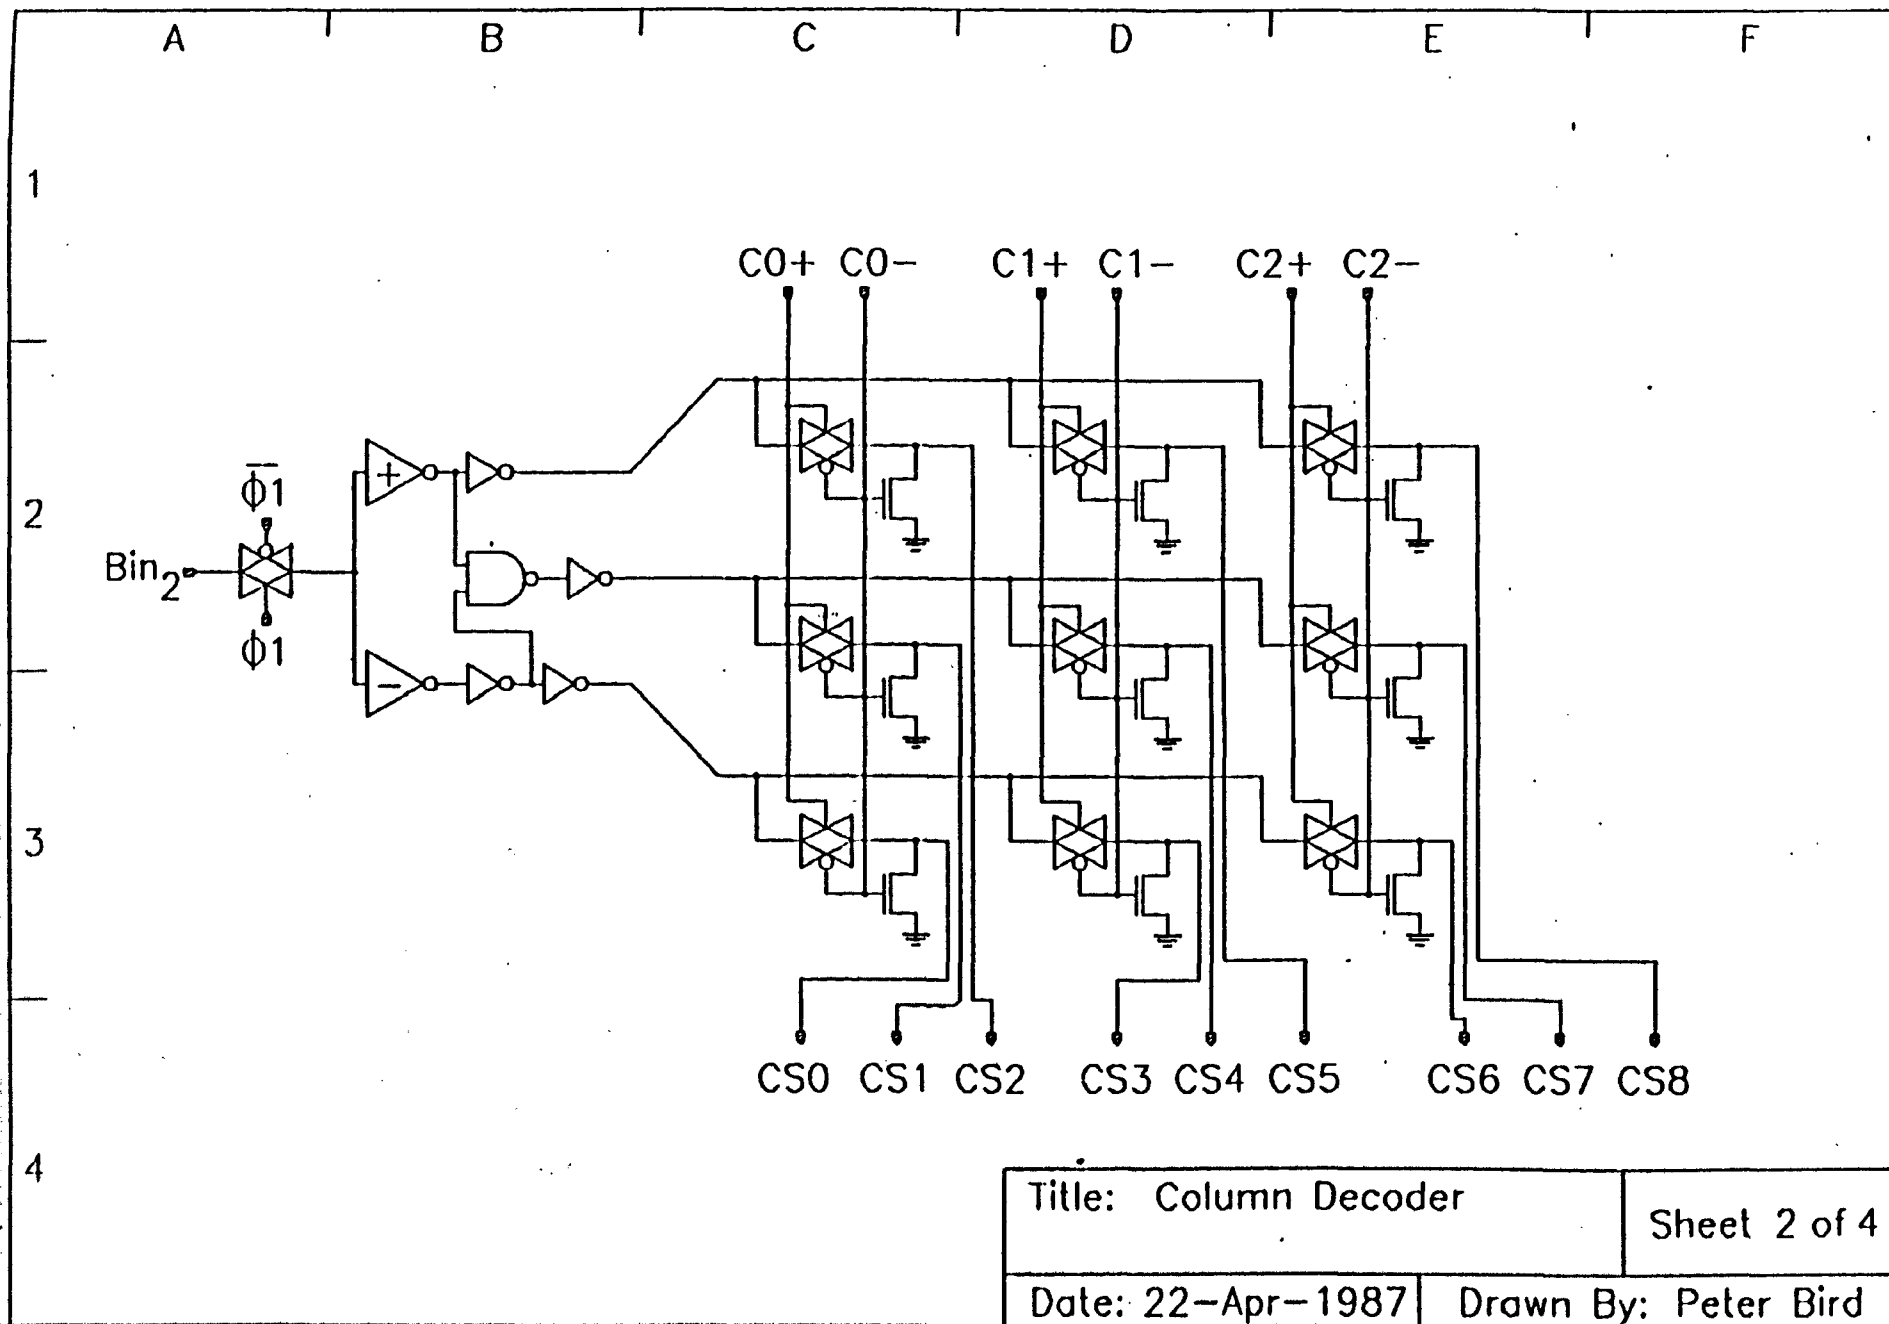 A B C D E F
1
C0+ C0− C1+ C1− C2+ C2−
+
φ̅1
2
Bin₂
φ1
−
3
CS0 CS1 CS2 CS3 CS4 CS5 CS6 CS7 CS8
4
Title: Column Decoder
Sheet 2 of 4
Date: 22−Apr−1987
Drawn By: Peter Bird